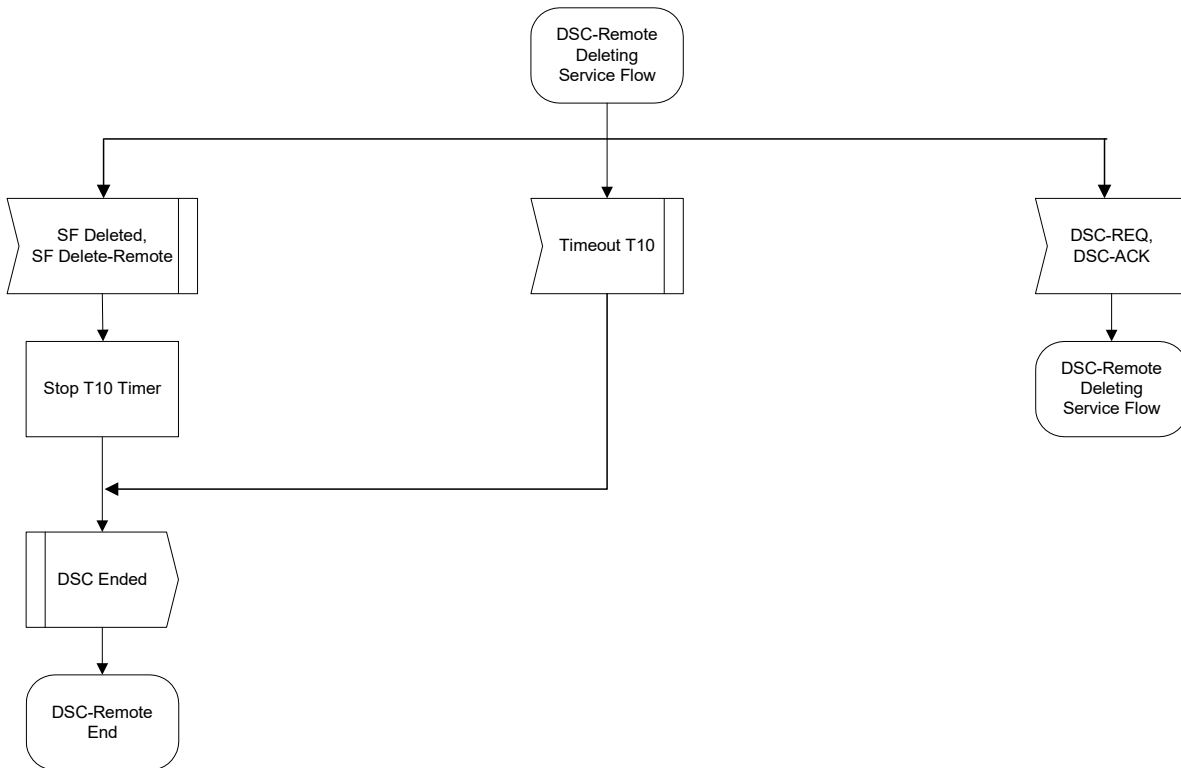 DSC-Remote
Deleting
Service Flow
SF Deleted,
SF Delete-Remote
Timeout T10
DSC-REQ,
DSC-ACK
Stop T10 Timer
DSC-Remote
Deleting
Service Flow
DSC Ended
DSC-Remote
End